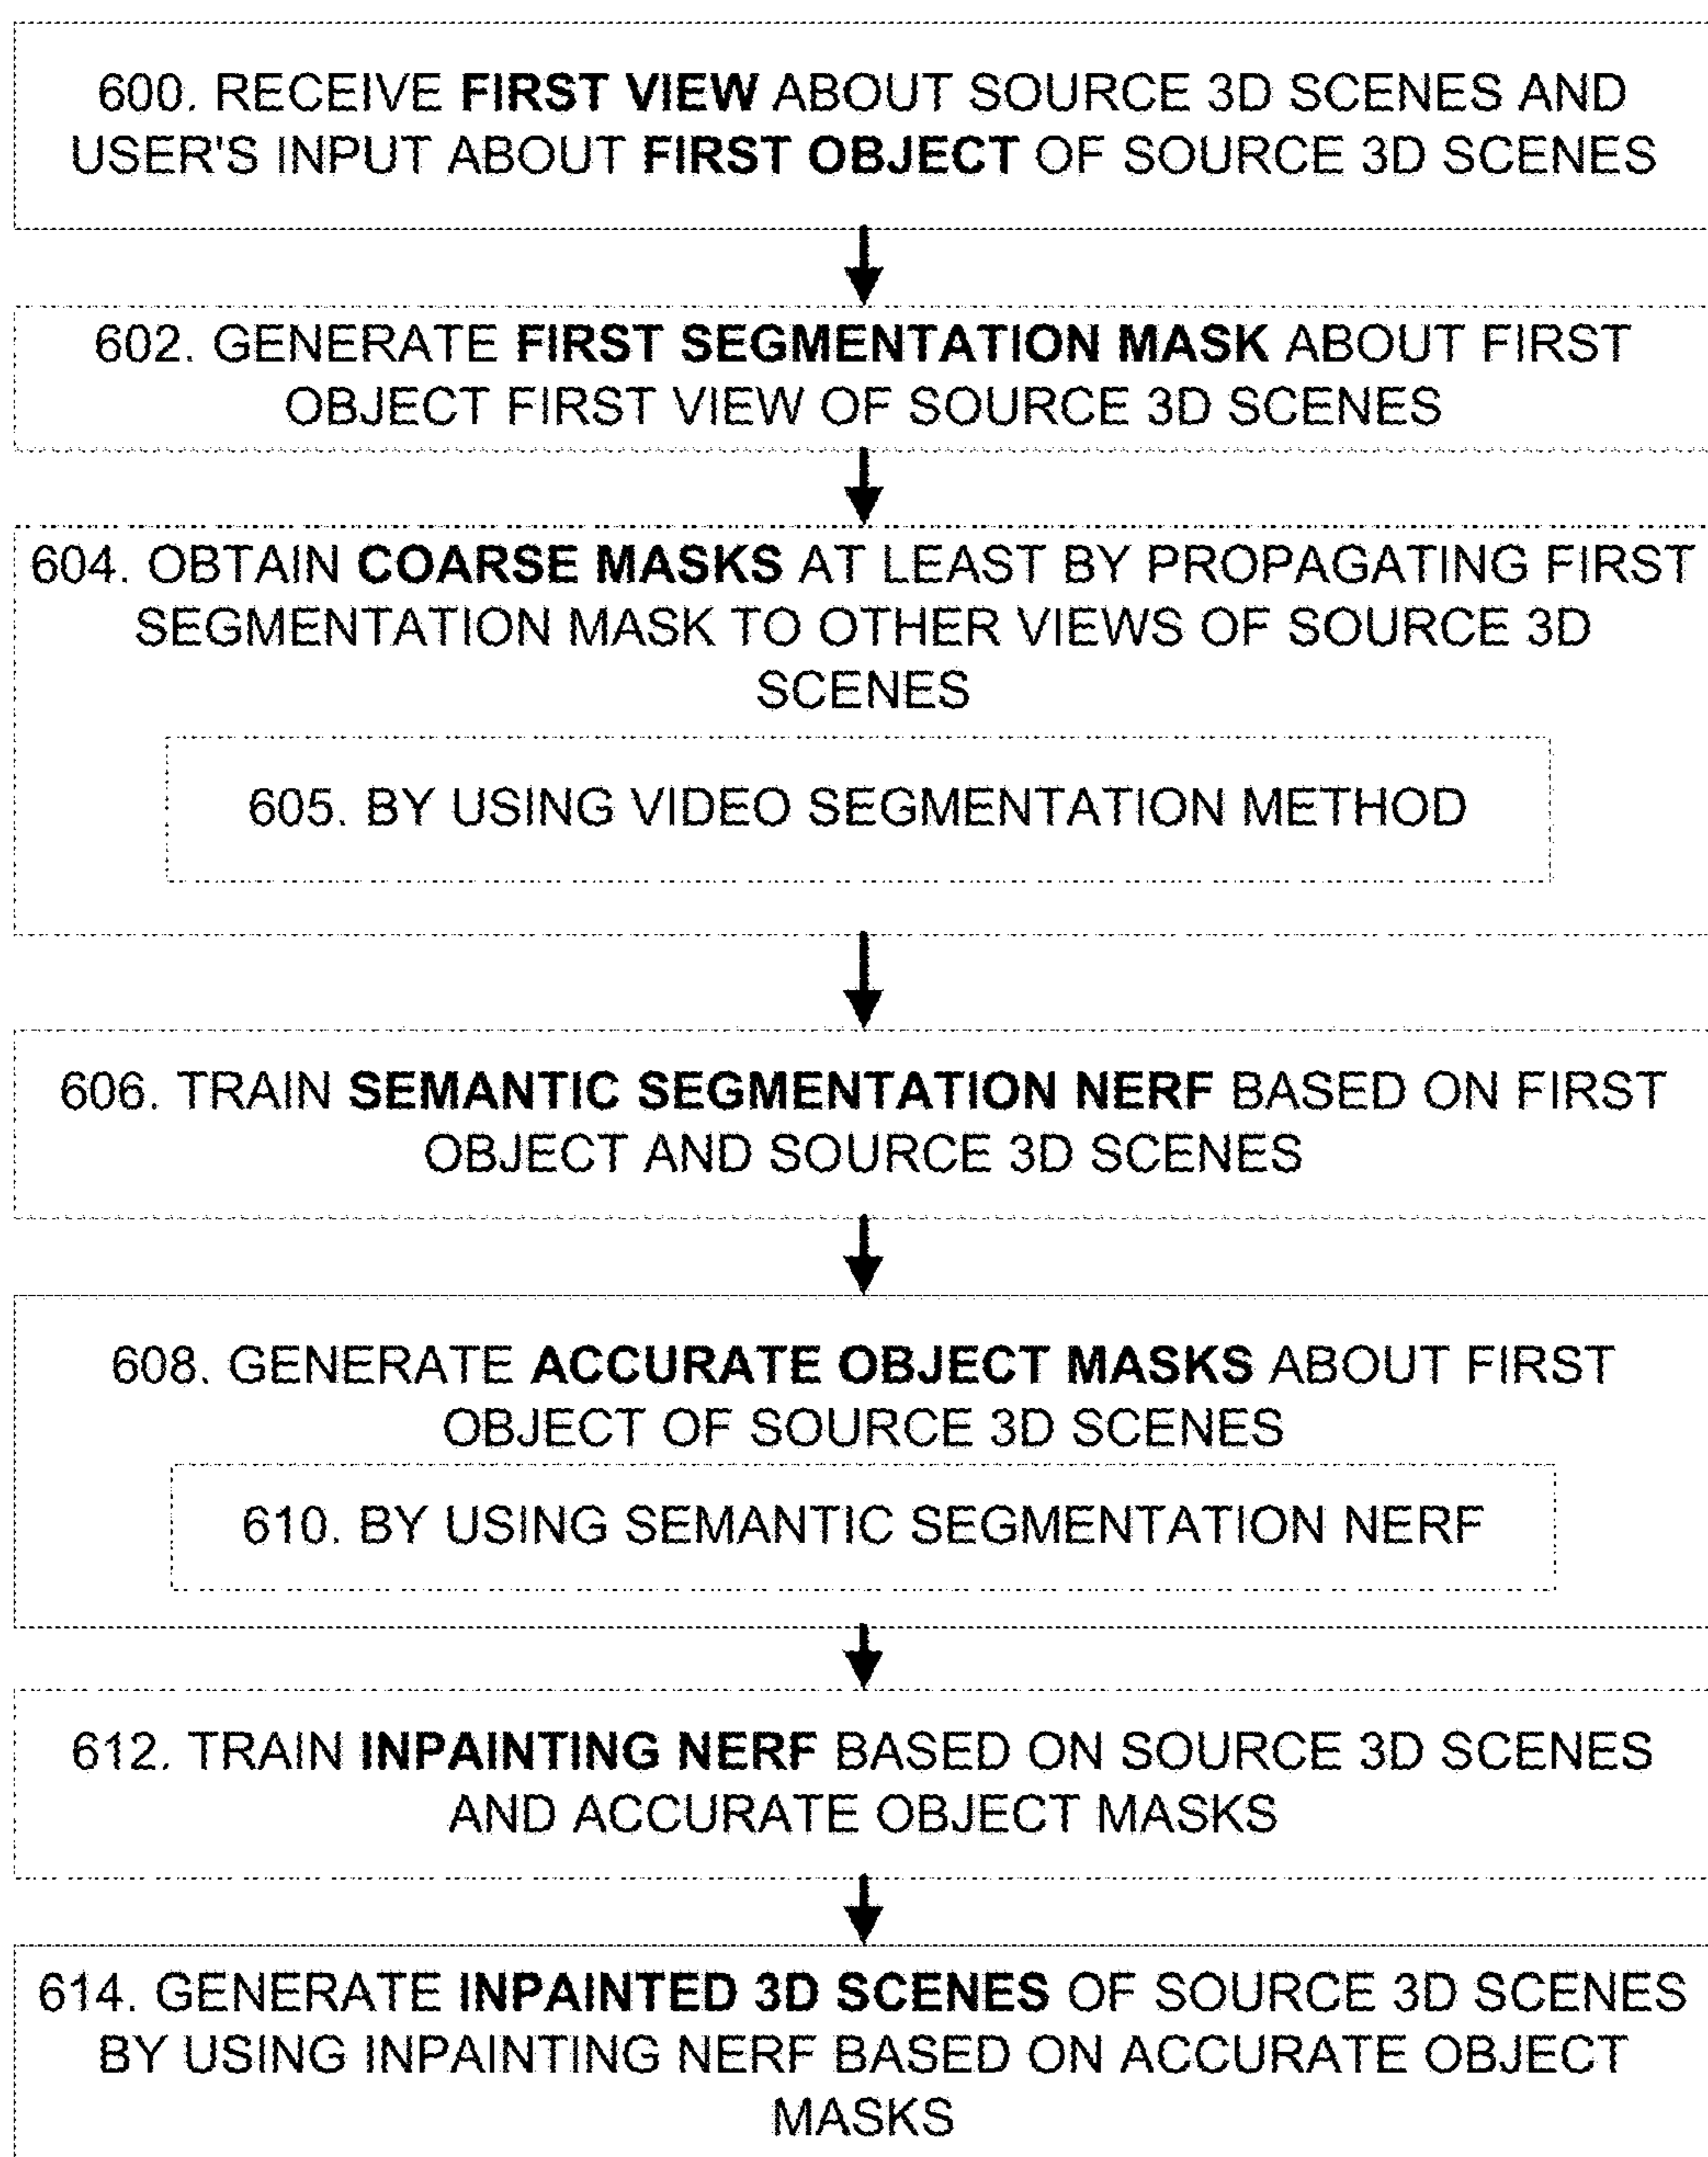 600. RECEIVE FIRST VIEW ABOUT SOURCE 3D SCENES AND
USER'S INPUT ABOUT FIRST OBJECT OF SOURCE 3D SCENES
602. GENERATE FIRST SEGMENTATION MASK ABOUT FIRST
OBJECT FIRST VIEW OF SOURCE 3D SCENES
604. OBTAIN COARSE MASKS AT LEAST BY PROPAGATING FIRST
SEGMENTATION MASK TO OTHER VIEWS OF SOURCE 3D
SCENES
605. BY USING VIDEO SEGMENTATION METHOD
606. TRAIN SEMANTIC SEGMENTATION NERF BASED ON FIRST
OBJECT AND SOURCE 3D SCENES
608. GENERATE ACCURATE OBJECT MASKS ABOUT FIRST
OBJECT OF SOURCE 3D SCENES
610. BY USING SEMANTIC SEGMENTATION NERF
612. TRAIN INPAINTING NERF BASED ON SOURCE 3D SCENES
AND ACCURATE OBJECT MASKS
614. GENERATE INPAINTED 3D SCENES OF SOURCE 3D SCENES
BY USING INPAINTING NERF BASED ON ACCURATE OBJECT
MASKS